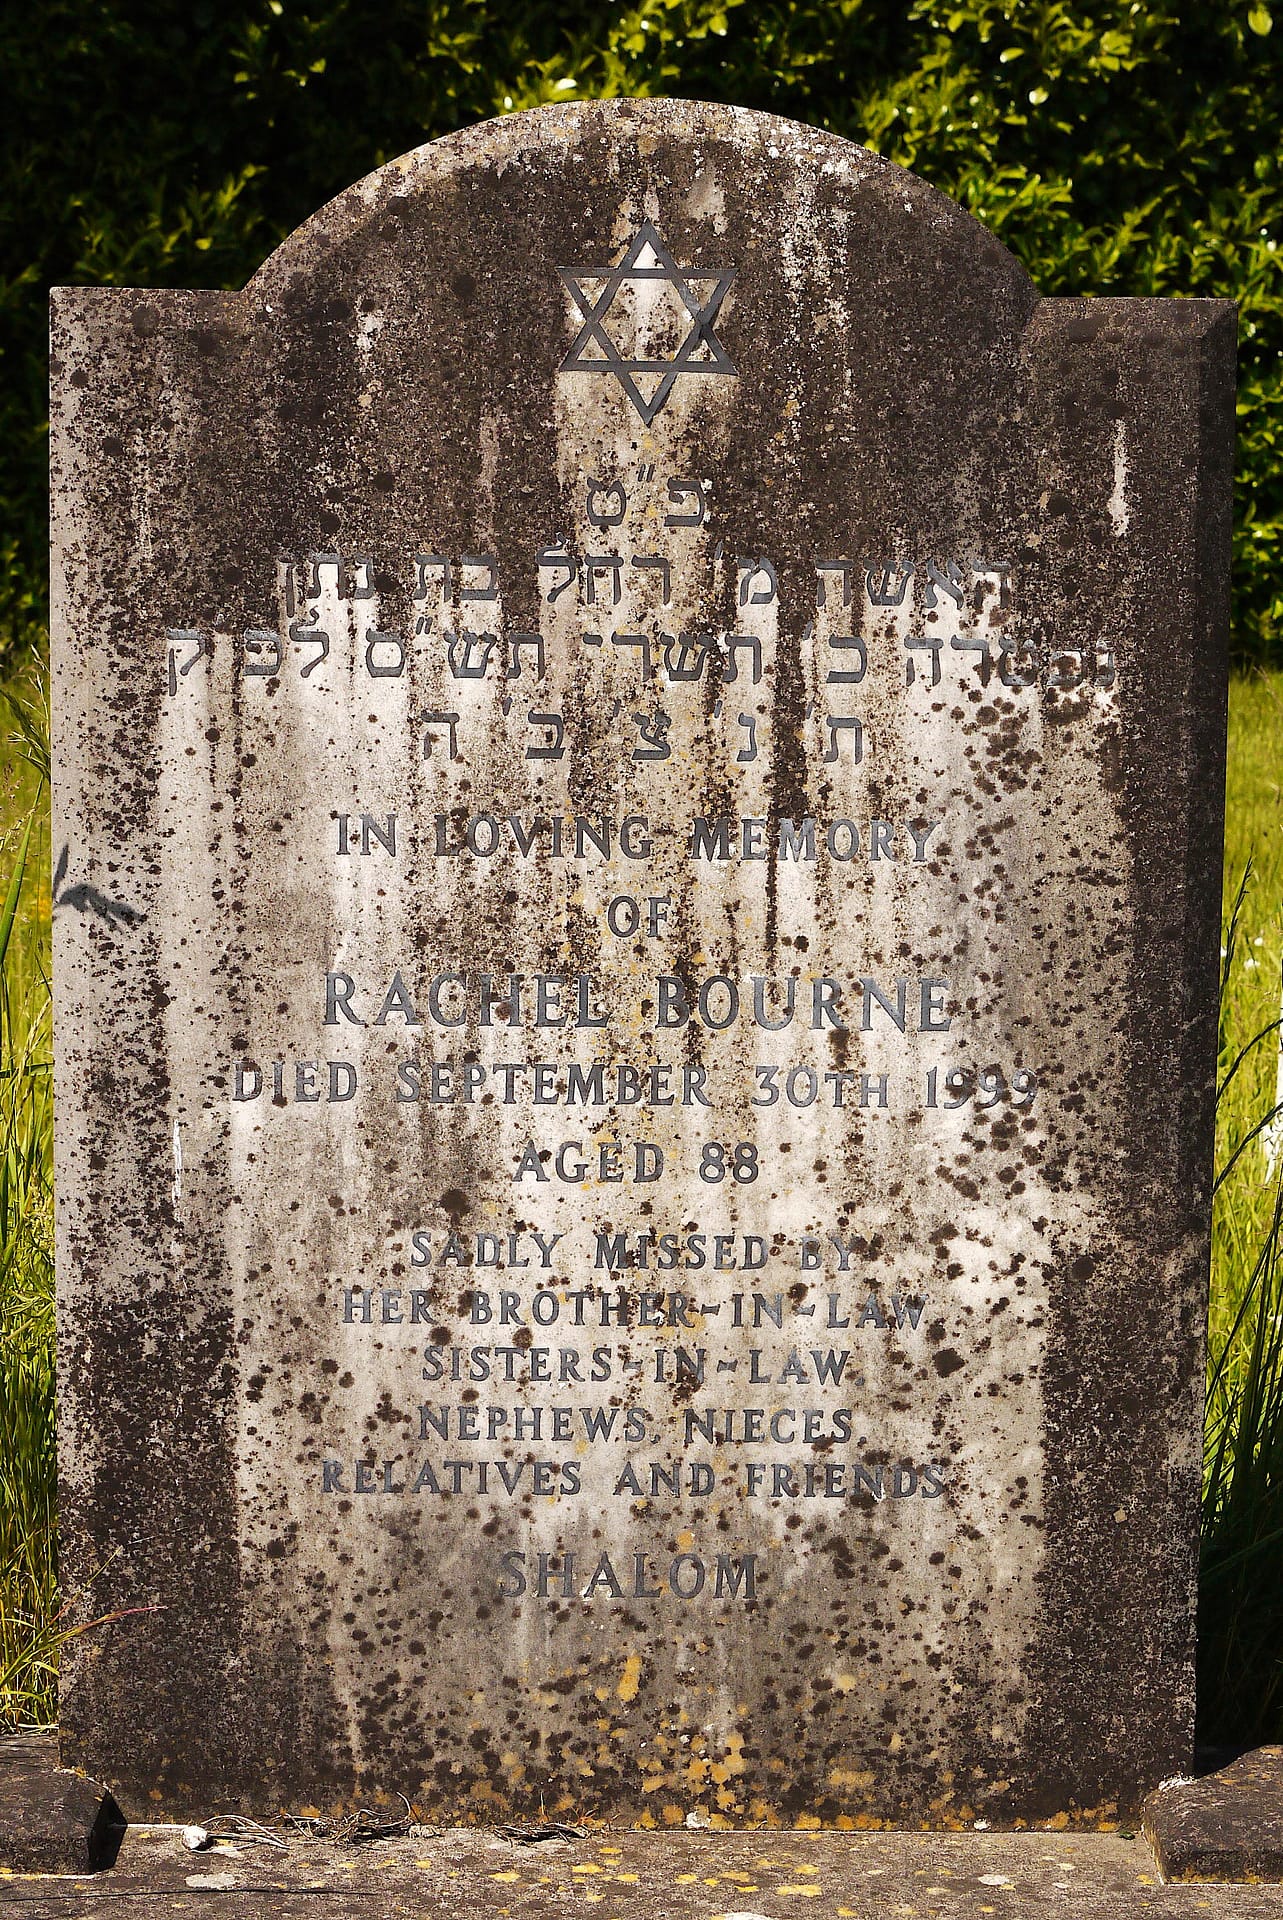 פ"ט
האשה מ' רחל בת נתן
נפטרה כ' תשרי תש"ס לפ'ק
ת' נ' צ' ב' ה
IN LOVING MEMORY
OF
RACHEL BOURNE
DIED SEPTEMBER 30TH 1999
AGED 88
SADLY MISSED BY
HER BROTHER-IN-LAW
SISTERS-IN-LAW,
NEPHEWS, NIECES,
RELATIVES AND FRIENDS
SHALOM